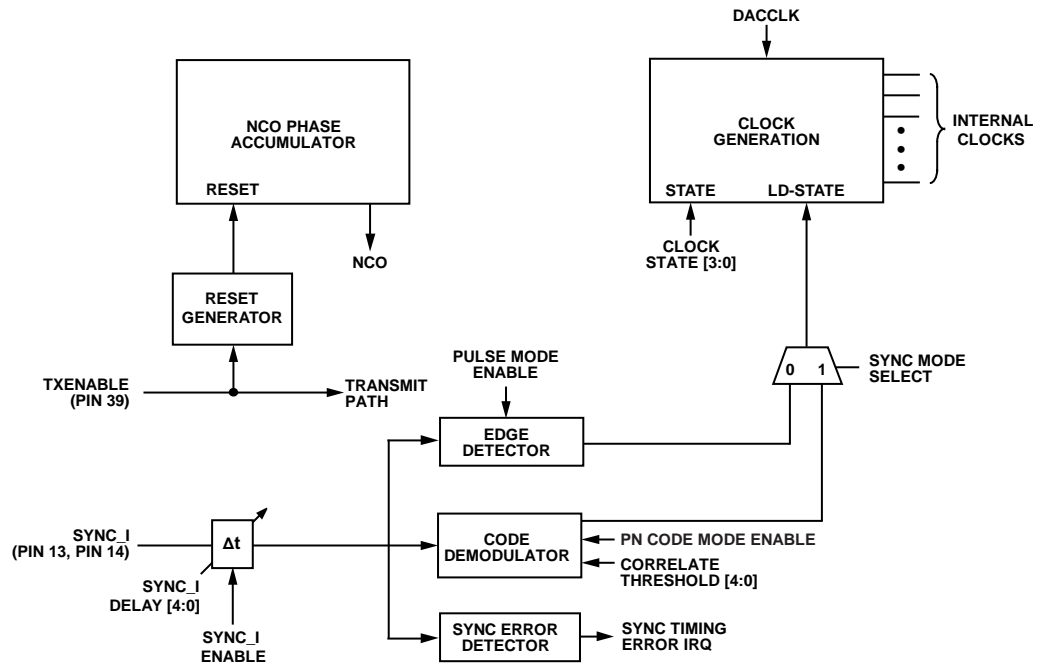 DACCLK
NCO PHASE
ACCUMULATOR
RESET
CLOCK
GENERATION
STATE
LD-STATE
INTERNAL
CLOCKS
NCO
CLOCK
STATE [3:0]
RESET
GENERATOR
TXENABLE
(PIN 39)
TRANSMIT
PATH
PULSE MODE
ENABLE
0 1
SYNC MODE
SELECT
EDGE
DETECTOR
SYNC_I
(PIN 13, PIN 14)
Δt
SYNC_I
DELAY [4:0]
SYNC_I
ENABLE
CODE
DEMODULATOR
PN CODE MODE ENABLE
CORRELATE
THRESHOLD [4:0]
SYNC ERROR
DETECTOR
SYNC TIMING
ERROR IRQ